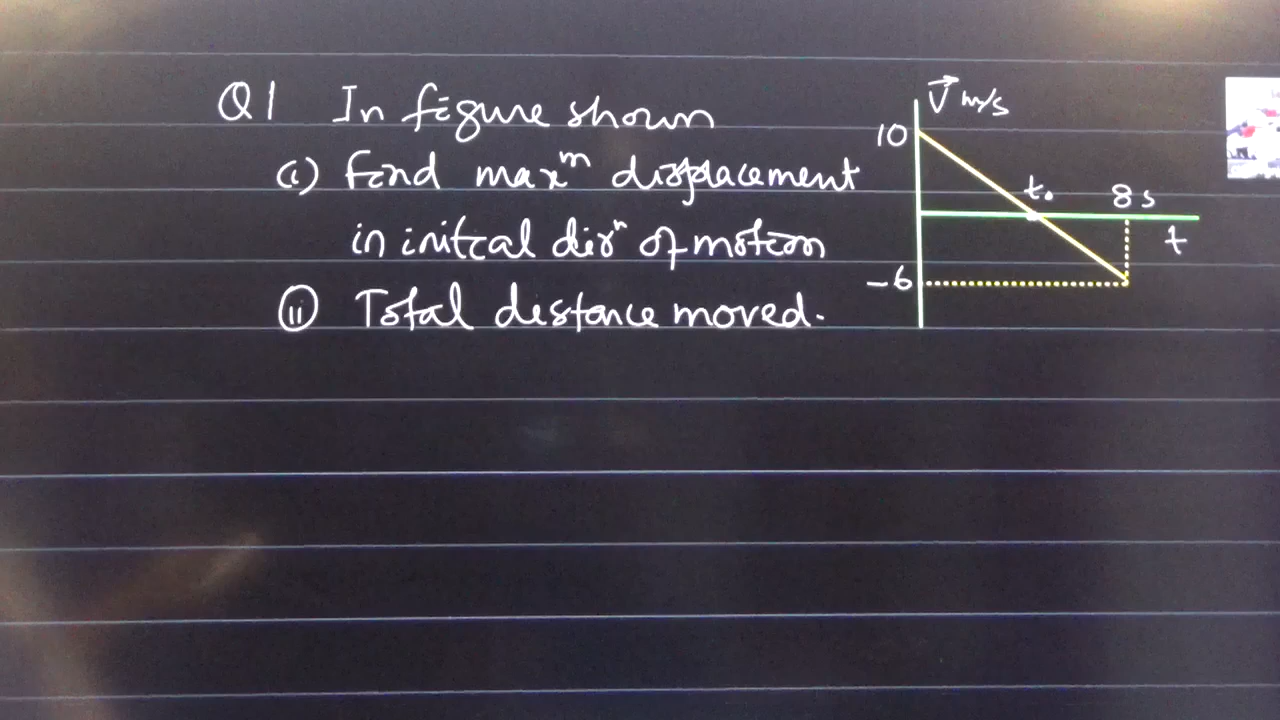 Q1 In figure shown
(i) Find maxᵐ displacement
in initial dirⁿ of motion
(ii) Total distance moved.
V⃗ m/s
10
t₀ 8 s
t
-6